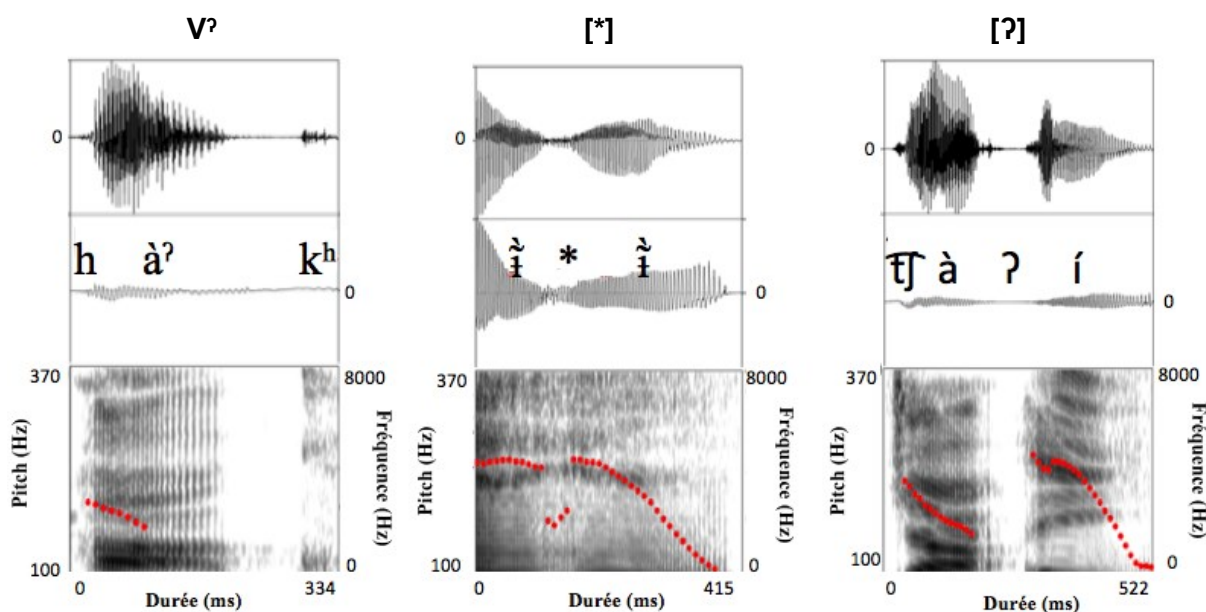 Vˀ
[*]
[ʔ]
0
0
0
h àˀ kʰ
0
ɨ̃̀ * ɨ̃̀
0
t͡ʃ à ʔ í
0
370
8000
Pitch (Hz)
Fréquence (Hz)
100
0
0
334
Durée (ms)
370
8000
Pitch (Hz)
Fréquence (Hz)
100
0
0
415
Durée (ms)
370
8000
Pitch (Hz)
Fréquence (Hz)
100
0
0
522
Durée (ms)